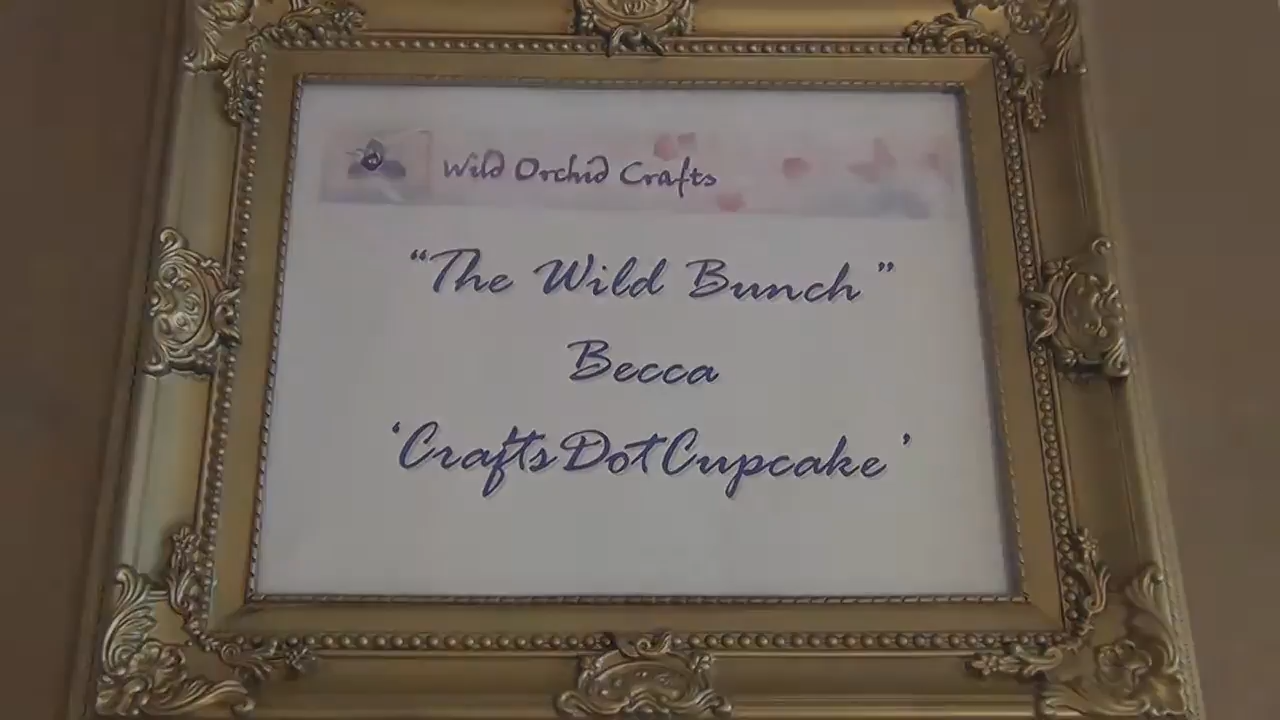 Wild Orchid Crafts
“The Wild Bunch”
Becca
‘CraftsDotCupcake’